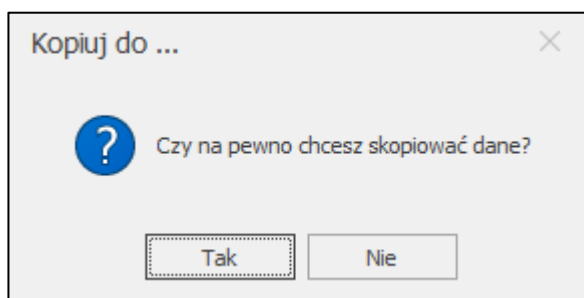 Kopiuj do ...
Czy na pewno chcesz skopiować dane?
Tak
Nie